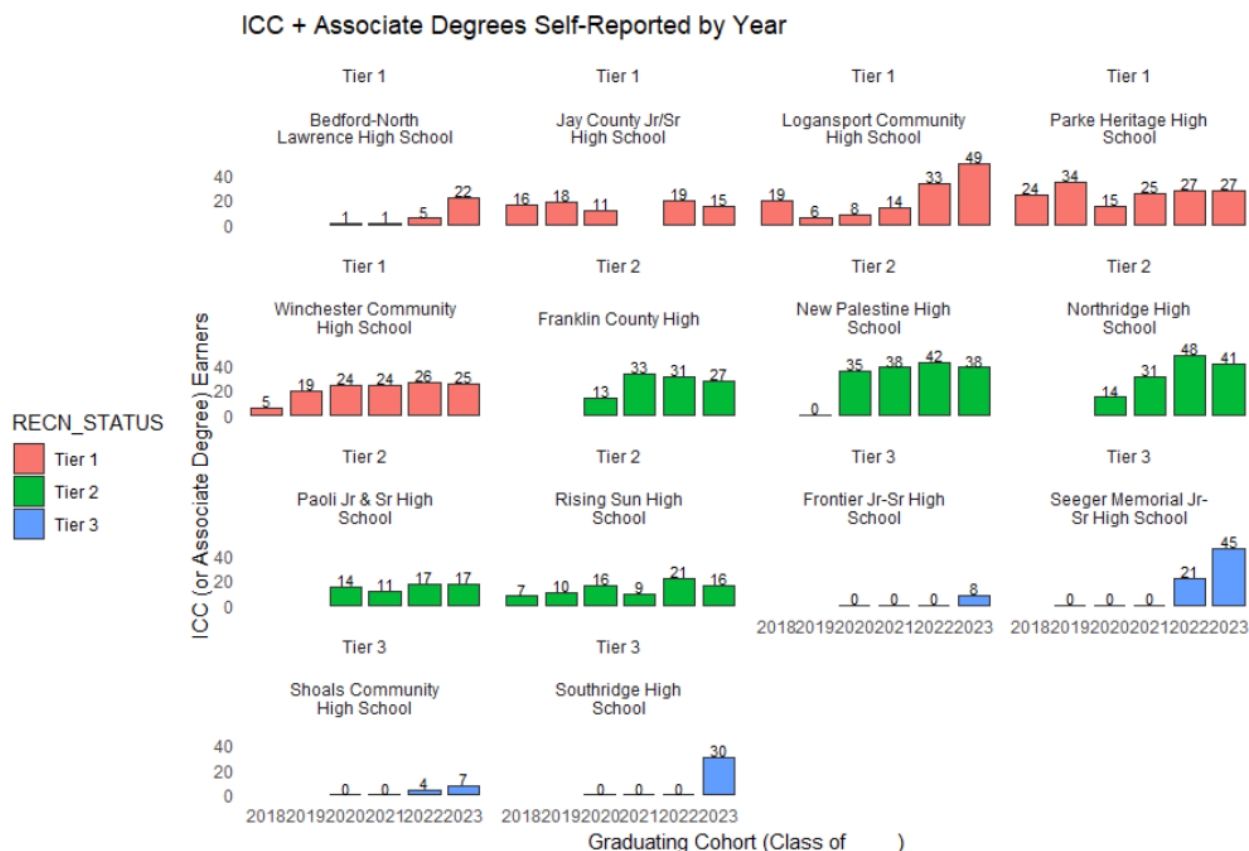 ICC + Associate Degrees Self-Reported by Year
Tier 1
Tier 1
Tier 1
Tier 1
Bedford-North
Lawrence High School
Jay County Jr/Sr
High School
Logansport Community
High School
Parke Heritage High
School
40
20
0
1
1
5
22
16
18
11
19
15
19
6
8
14
33
49
24
34
15
25
27
27
Tier 1
Tier 2
Tier 2
Tier 2
Winchester Community
High School
Franklin County High
New Palestine High
School
Northridge High
School
40
20
0
5
19
24
24
26
25
13
33
31
27
0
35
38
42
38
14
31
48
41
RECN_STATUS
Tier 1
Tier 2
Tier 3
ICC (or Associate Degree) Earners
Tier 2
Tier 2
Tier 3
Tier 3
Paoli Jr & Sr High
School
Rising Sun High
School
Frontier Jr-Sr High
School
Seeger Memorial Jr-
Sr High School
40
20
0
14
11
17
17
7
10
16
9
21
16
0
0
0
8
0
0
0
21
45
2018 2019 2020 2021 2022 2023
2018 2019 2020 2021 2022 2023
Tier 3
Tier 3
Shoals Community
High School
Southridge High
School
40
20
0
0
0
4
7
0
0
0
30
2018 2019 2020 2021 2022 2023
2018 2019 2020 2021 2022 2023
Graduating Cohort (Class of ____)